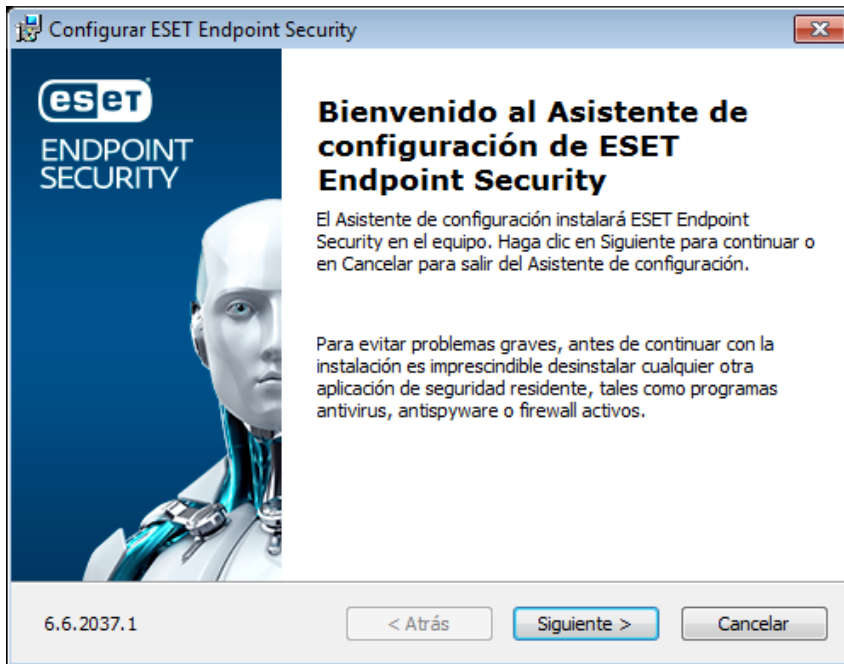 Configurar ESET Endpoint Security
eset
ENDPOINT
SECURITY
Bienvenido al Asistente de
configuración de ESET
Endpoint Security
El Asistente de configuración instalará ESET Endpoint
Security en el equipo. Haga clic en Siguiente para continuar o
en Cancelar para salir del Asistente de configuración.
Para evitar problemas graves, antes de continuar con la
instalación es imprescindible desinstalar cualquier otra
aplicación de seguridad residente, tales como programas
antivirus, antispyware o firewall activos.
6.6.2037.1
< Atrás
Siguiente >
Cancelar